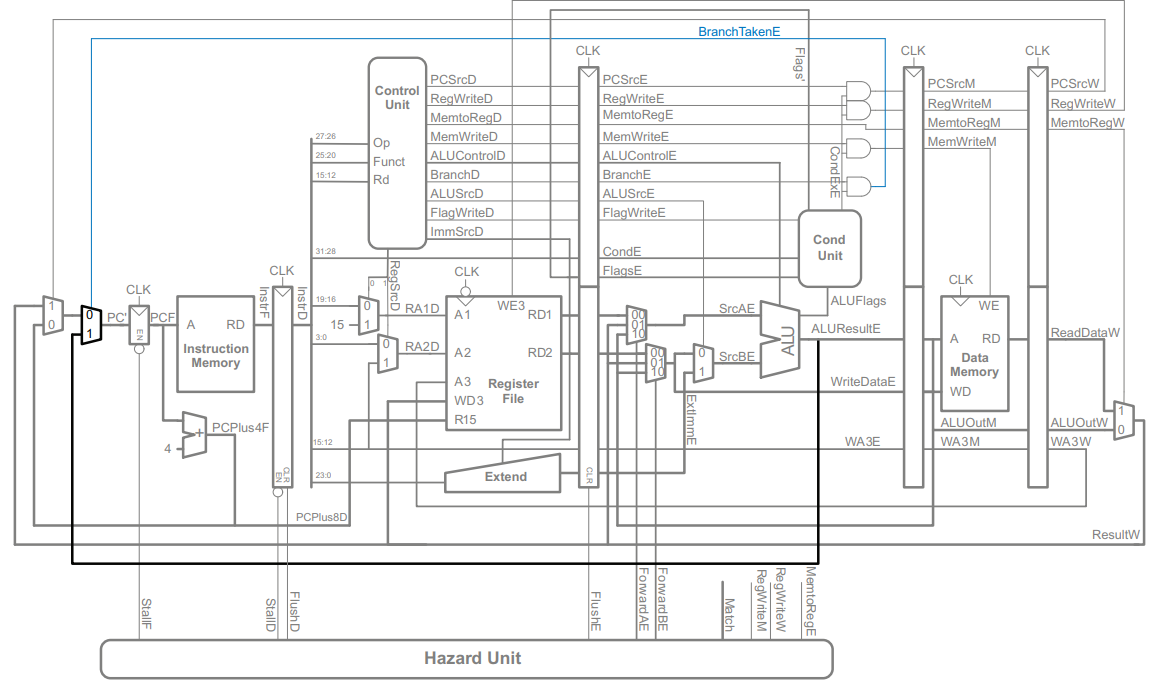 BranchTakenE
CLK
CLK
CLK
Flags'
Control
Unit
PCSrcD
PCSrcE
PCSrcM
PCSrcW
RegWriteD
RegWriteE
RegWriteM
RegWriteW
MemtoRegD
MemtoRegE
MemtoRegM
MemtoRegW
27:26
Op
MemWriteD
MemWriteE
MemWriteM
25:20
Funct
ALUControlD
ALUControlE
CondExE
15:12
Rd
BranchD
BranchE
ALUSrcD
ALUSrcE
FlagWriteD
FlagWriteE
ImmSrcD
Cond
Unit
31:28
CondE
FlagsE
CLK
CLK
CLK
CLK
InstrF
InstrD
RegSrcD
0 1
ALUFlags
1
0
0
1
PC'
EN
PCF
A
RD
Instruction
Memory
19:16
15
0
1
RA1D
A1
WE3
RD1
00
01
10
SrcAE
ALU
ALUResultE
WE
A
RD
Data
Memory
WD
ReadDataW
3:0
0
1
RA2D
A2
RD2
00
01
10
0
1
SrcBE
A3
WD3
R15
Register
File
WriteDataE
ExtImmE
1
0
4
+
PCPlus4F
ALUOutM
ALUOutW
15:12
WA3E
WA3M
WA3W
EN
CLR
23:0
Extend
CLR
PCPlus8D
ResultW
StallF
StallD
FlushD
FlushE
ForwardAE
ForwardBE
Match
RegWriteM
RegWriteW
MemtoRegE
Hazard Unit